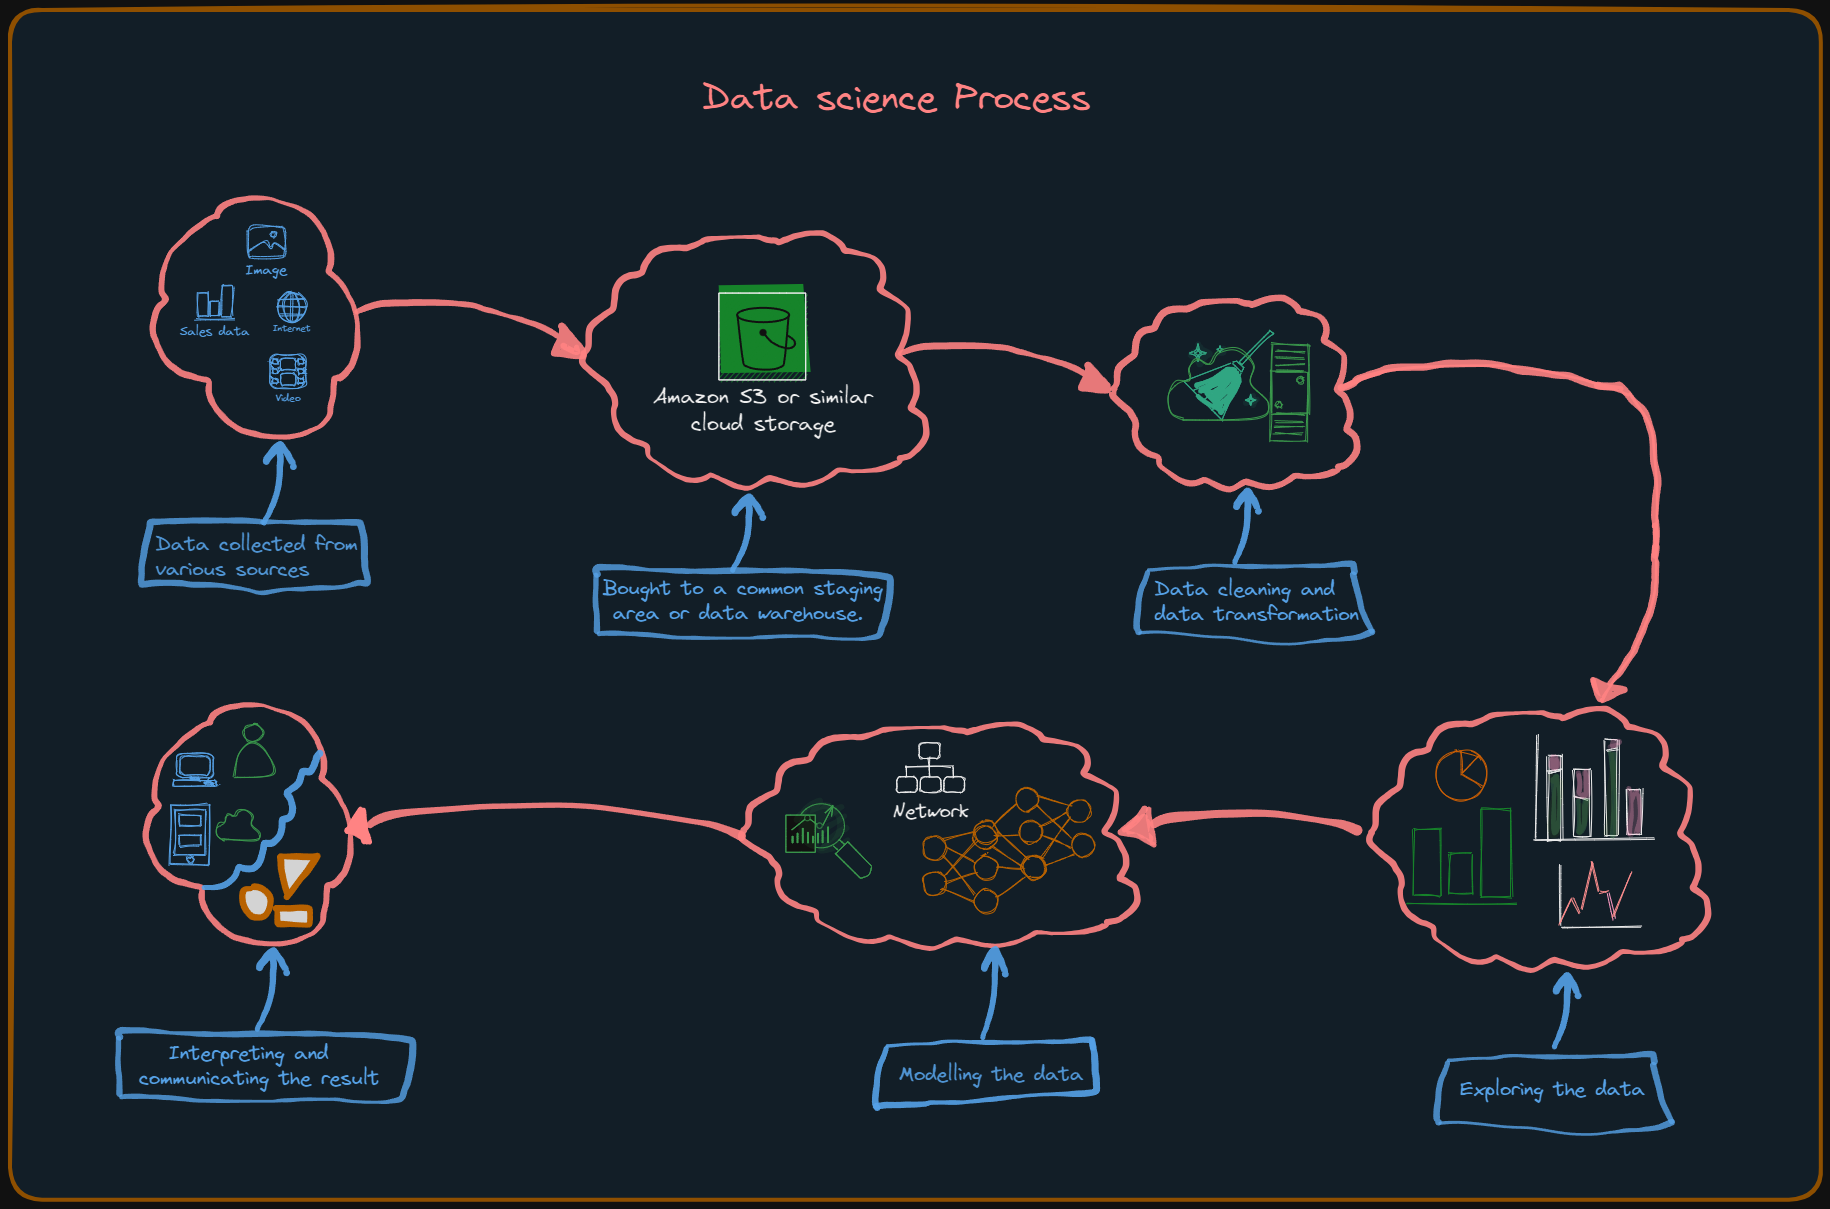 Data science Process
Image
Sales data
Internet
Video
Amazon S3 or similar
cloud storage
Data collected from
various sources
Bought to a common staging
area or data warehouse.
Data cleaning and
data transformation
Network
Interpreting and
communicating the result
Modelling the data
Exploring the data